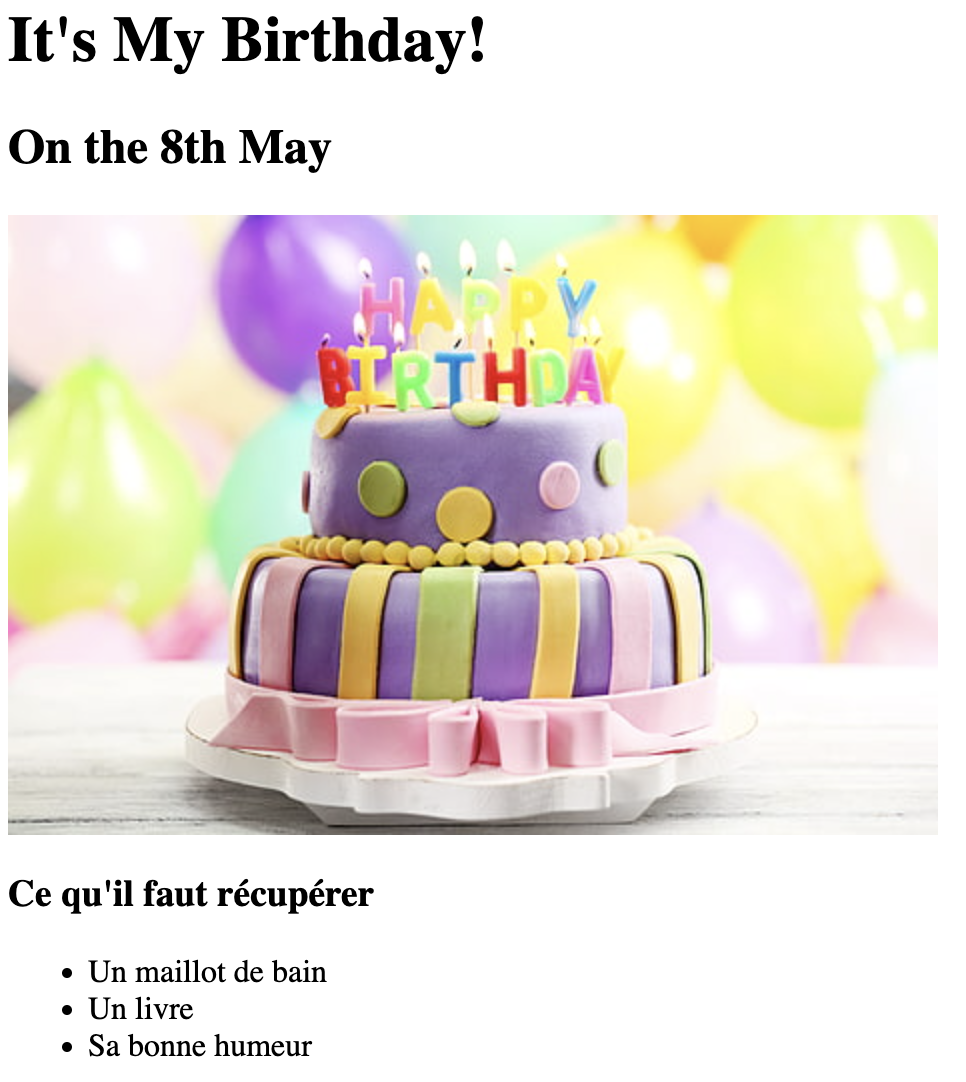 It's My Birthday!
On the 8th May
HAPPY
BIRTHDAY
Ce qu'il faut récupérer
Un maillot de bain
Un livre
Sa bonne humeur